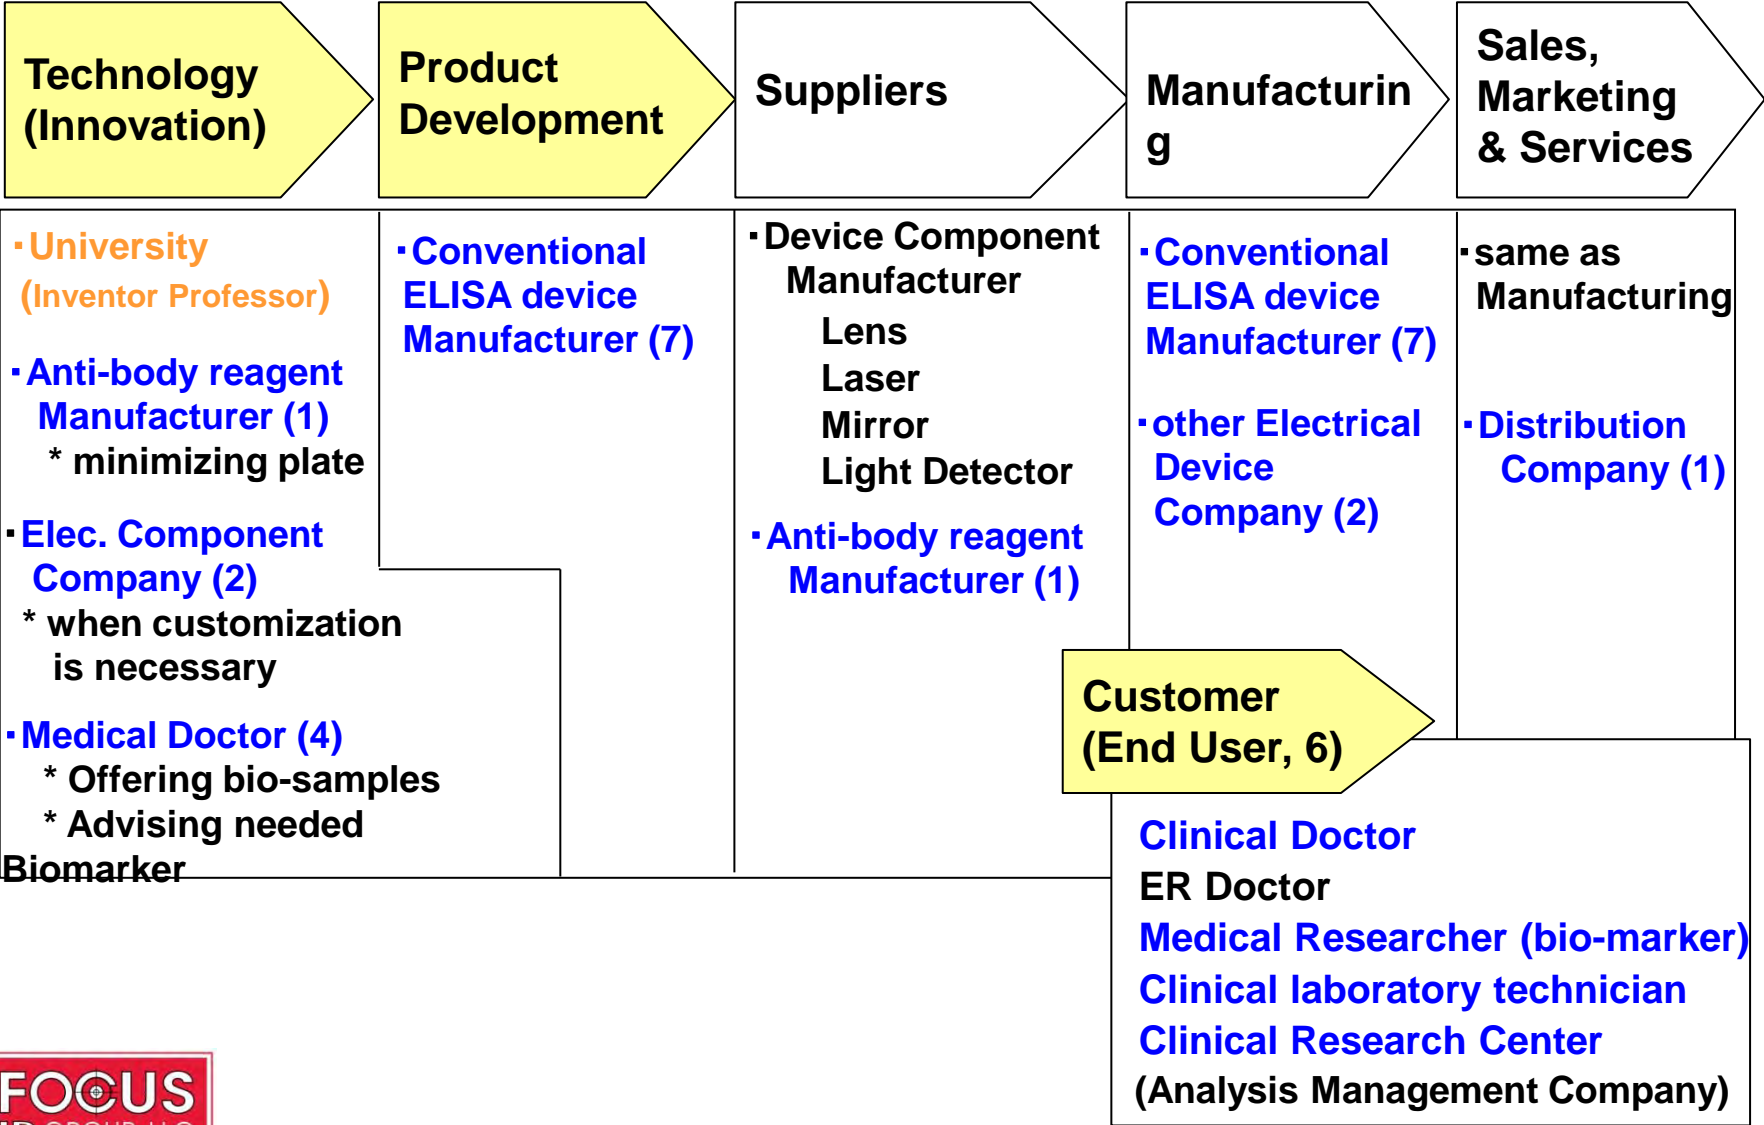 Technology
(Innovation)
Product
Development
Suppliers
Manufacturin
g
Sales,
Marketing
& Services
・University
(Inventor Professor)
・Anti-body reagent
Manufacturer (1)
* minimizing plate
・Elec. Component
Company (2)
* when customization
is necessary
・Medical Doctor (4)
* Offering bio-samples
* Advising needed
Biomarker
・Conventional
ELISA device
Manufacturer (7)
・Device Component
Manufacturer
Lens
Laser
Mirror
Light Detector
・Anti-body reagent
Manufacturer (1)
・Conventional
ELISA device
Manufacturer (7)
・other Electrical
Device
Company (2)
・same as
Manufacturing
・Distribution
Company (1)
Customer
(End User, 6)
Clinical Doctor
ER Doctor
Medical Researcher (bio-marker)
Clinical laboratory technician
Clinical Research Center
(Analysis Management Company)
FOCUS
IP GROUP, LLC